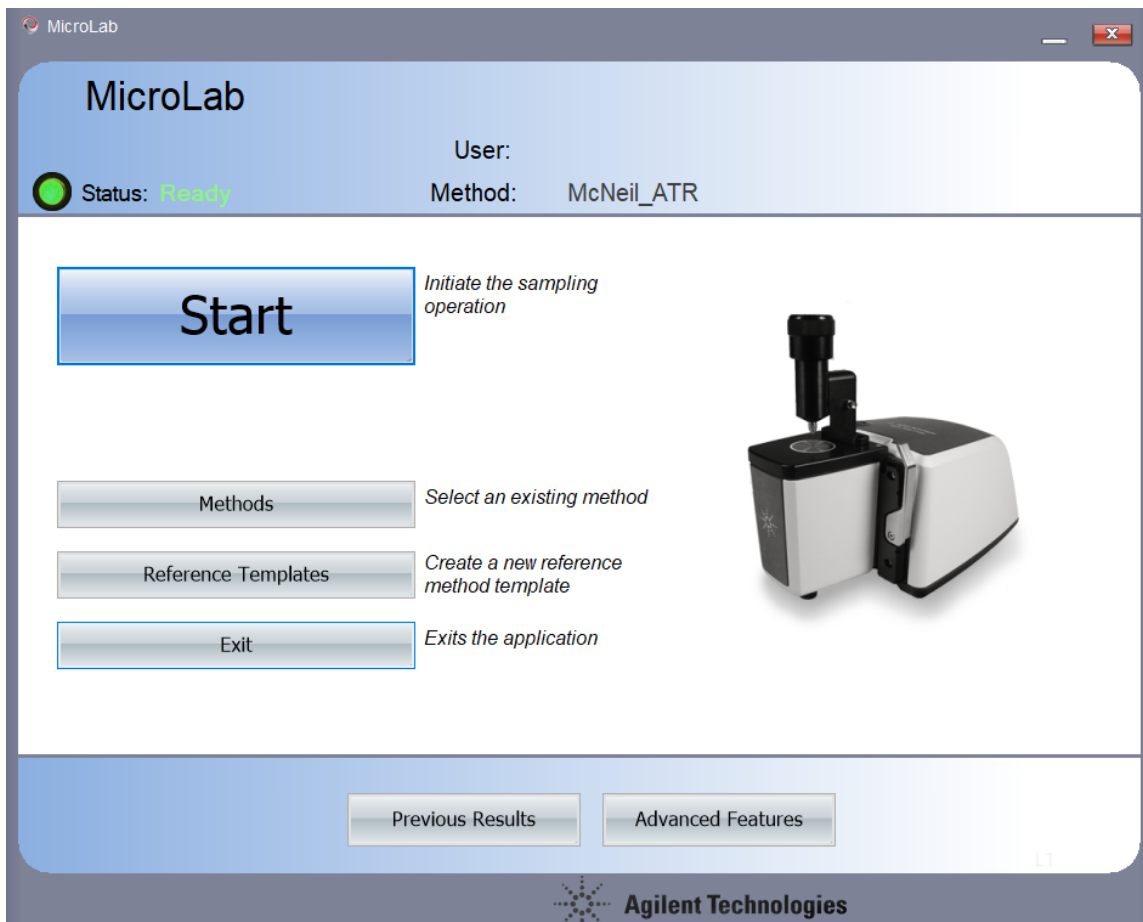 MicroLab
MicroLab
User:
Status: Ready
Method: McNeil_ATR
Start
Initiate the sampling
operation
Methods
Select an existing method
Reference Templates
Create a new reference
method template
Exit
Exits the application
Previous Results
Advanced Features
LT
Agilent Technologies